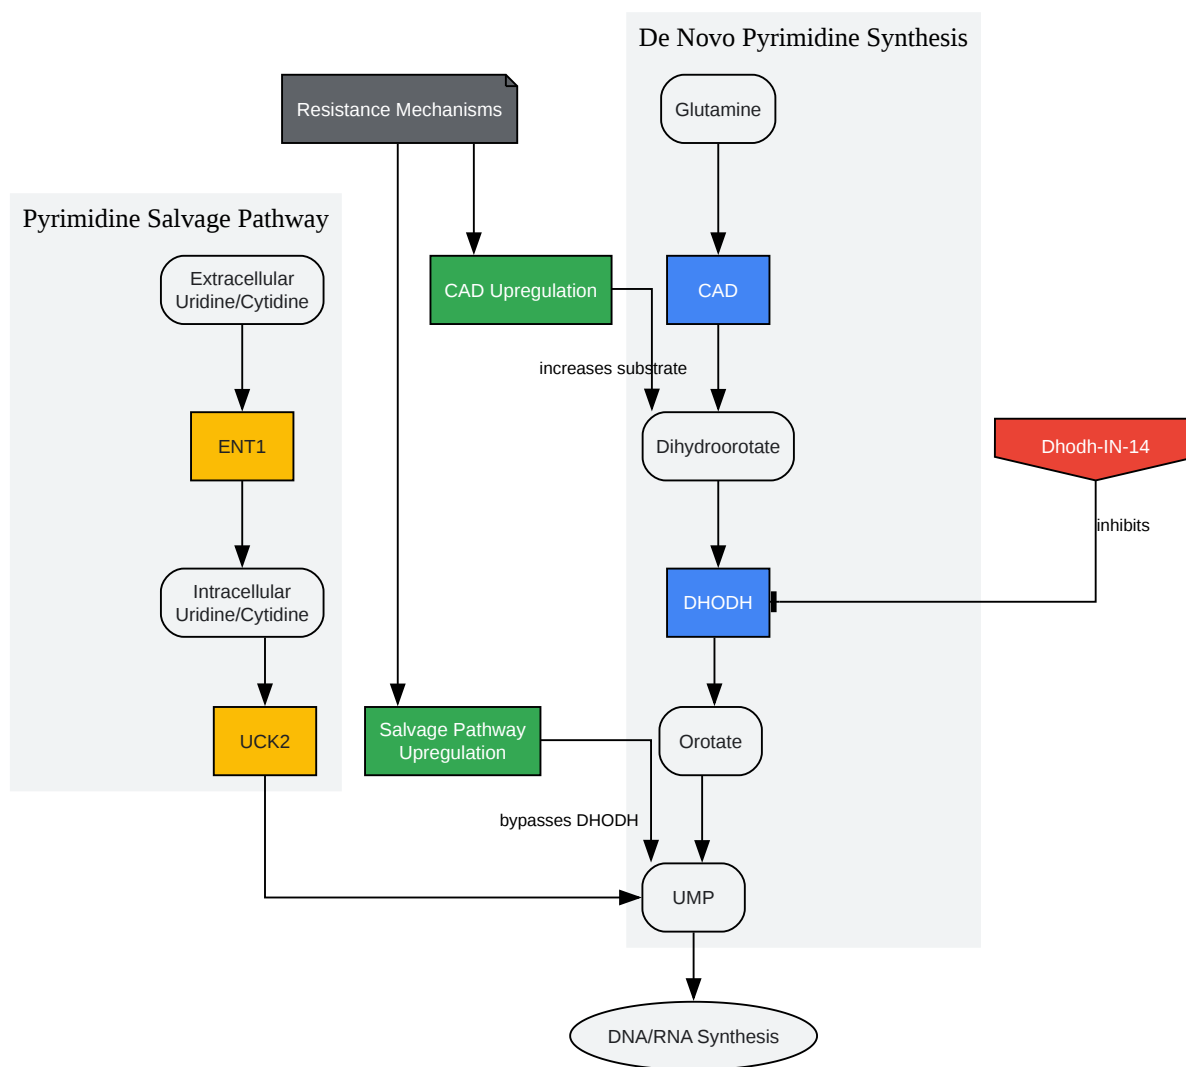 De Novo Pyrimidine Synthesis
Resistance Mechanisms
Glutamine
Pyrimidine Salvage Pathway
Extracellular
Uridine/Cytidine
CAD Upregulation
CAD
increases substrate
ENT1
Dihydroorotate
Dhodh-IN-14
inhibits
Intracellular
Uridine/Cytidine
DHODH
UCK2
Salvage Pathway
Upregulation
Orotate
bypasses DHODH
UMP
DNA/RNA Synthesis